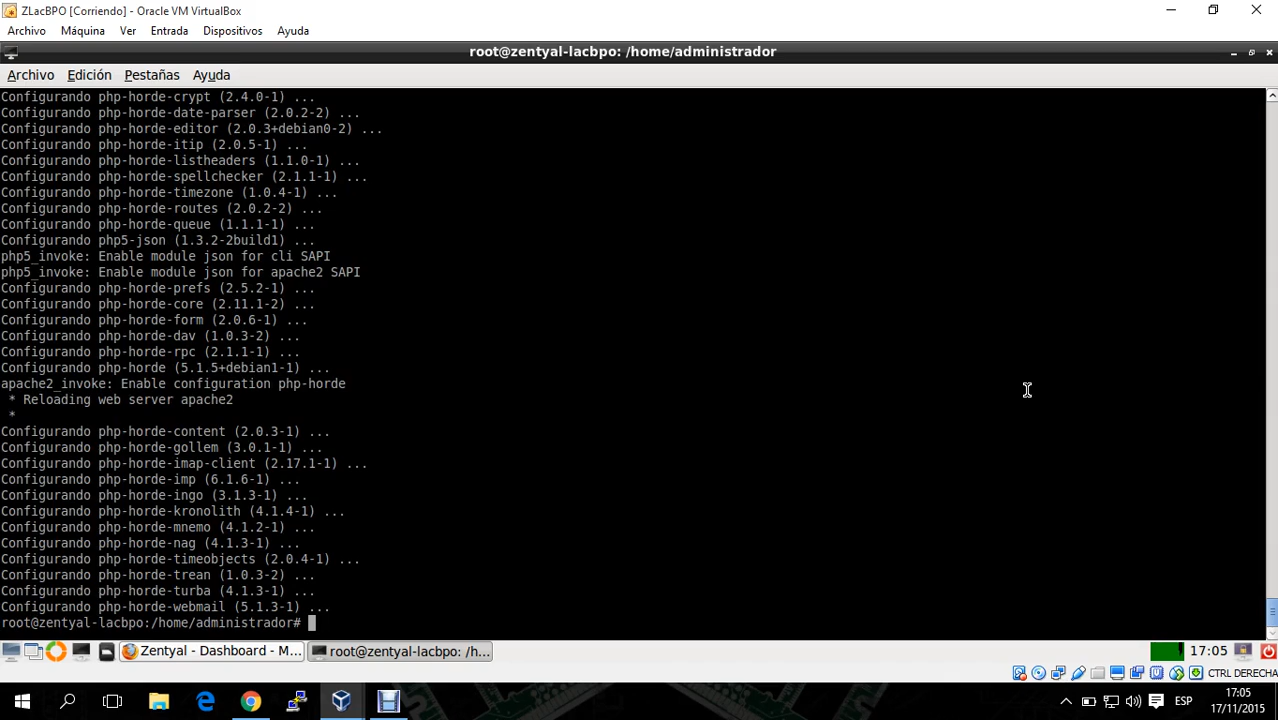 ZLacBPO [Corriendo] - Oracle VM VirtualBox
Archivo Máquina Ver Entrada Dispositivos Ayuda
root@zentyal-lacbpo: /home/administrador
Archivo Edición Pestañas Ayuda
Configurando php-horde-crypt (2.4.0-1) ...
Configurando php-horde-date-parser (2.0.2-2) ...
Configurando php-horde-editor (2.0.3+debian0-2) ...
Configurando php-horde-itip (2.0.5-1) ...
Configurando php-horde-listheaders (1.1.0-1) ...
Configurando php-horde-spellchecker (2.1.1-1) ...
Configurando php-horde-timezone (1.0.4-1) ...
Configurando php-horde-routes (2.0.2-2) ...
Configurando php-horde-queue (1.1.1-1) ...
Configurando php5-json (1.3.2-2build1) ...
php5_invoke: Enable module json for cli SAPI
php5_invoke: Enable module json for apache2 SAPI
Configurando php-horde-prefs (2.5.2-1) ...
Configurando php-horde-core (2.11.1-2) ...
Configurando php-horde-form (2.0.6-1) ...
Configurando php-horde-dav (1.0.3-2) ...
Configurando php-horde-rpc (2.1.1-1) ...
Configurando php-horde (5.1.5+debian1-1) ...
apache2_invoke: Enable configuration php-horde
* Reloading web server apache2
*
Configurando php-horde-content (2.0.3-1) ...
Configurando php-horde-gollem (3.0.1-1) ...
Configurando php-horde-imap-client (2.17.1-1) ...
Configurando php-horde-imp (6.1.6-1) ...
Configurando php-horde-ingo (3.1.3-1) ...
Configurando php-horde-kronolith (4.1.4-1) ...
Configurando php-horde-mnemo (4.1.2-1) ...
Configurando php-horde-nag (4.1.3-1) ...
Configurando php-horde-timeobjects (2.0.4-1) ...
Configurando php-horde-trean (1.0.3-2) ...
Configurando php-horde-turba (4.1.3-1) ...
Configurando php-horde-webmail (5.1.3-1) ...
root@zentyal-lacbpo:/home/administrador#
Zentyal - Dashboard - M... root@zentyal-lacbpo: /h... 17:05
CTRL DERECHA
ESP 17:05
17/11/2015